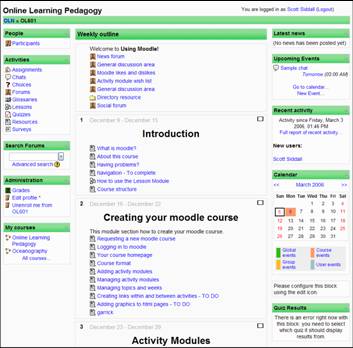 Online Learning Pedagogy
You are logged in as Scott Siddall (Logout)
OLN » OL601
People
Participants
Activities
Assignments
Chats
Choices
Forums
Glossaries
Lessons
Quizzes
Resources
Surveys
Search Forums
Advanced search
Administration
Grades
Edit profile
Unenrol me from OL601
My courses
Online Learning Pedagogy
Oceanography
All courses...
Weekly outline
Welcome to Using Moodle!
News forum
General discussion area
Moodle likes and dislikes
Activity module wish list
General discussion area
Directory resource
Social forum
1 December 9 - December 15
Introduction
What is moodle?
About this course
Having problems?
Navigation - To complete
How to use the Lesson Module
Course structure
2 December 16 - December 22
Creating your moodle course
This module section how to create your moodle course.
Requesting a new moodle course
Logging in to moodle
Your course homepage
Course format
Adding activity modules
Managing activity modules
Managing topics and weeks
Creating links within and between activities - TO DO
Adding graphics to html pages - TO DO
garrick
3 December 23 - December 29
Activity Modules
Latest news
(No news has been posted yet)
Upcoming Events
Sample chat
Tomorrow (03:00 AM)
Go to calendar...
New Event...
Recent activity
Activity since Friday, March 3 2006, 01:46 PM
Full report of recent activity...
New users:
Scott Siddall
Calendar
<< March 2006 >>
Sun Mon Tue Wed Thu Fri Sat
1 2 3 4
5 6 7 8 9 10 11
12 13 14 15 16 17 18
19 20 21 22 23 24 25
26 27 28 29 30 31
Global events
Course events
Group events
User events
Please configure this block using the edit icon.
Quiz Results
There is an error right now with this block: you need to select which quiz it should display results from.